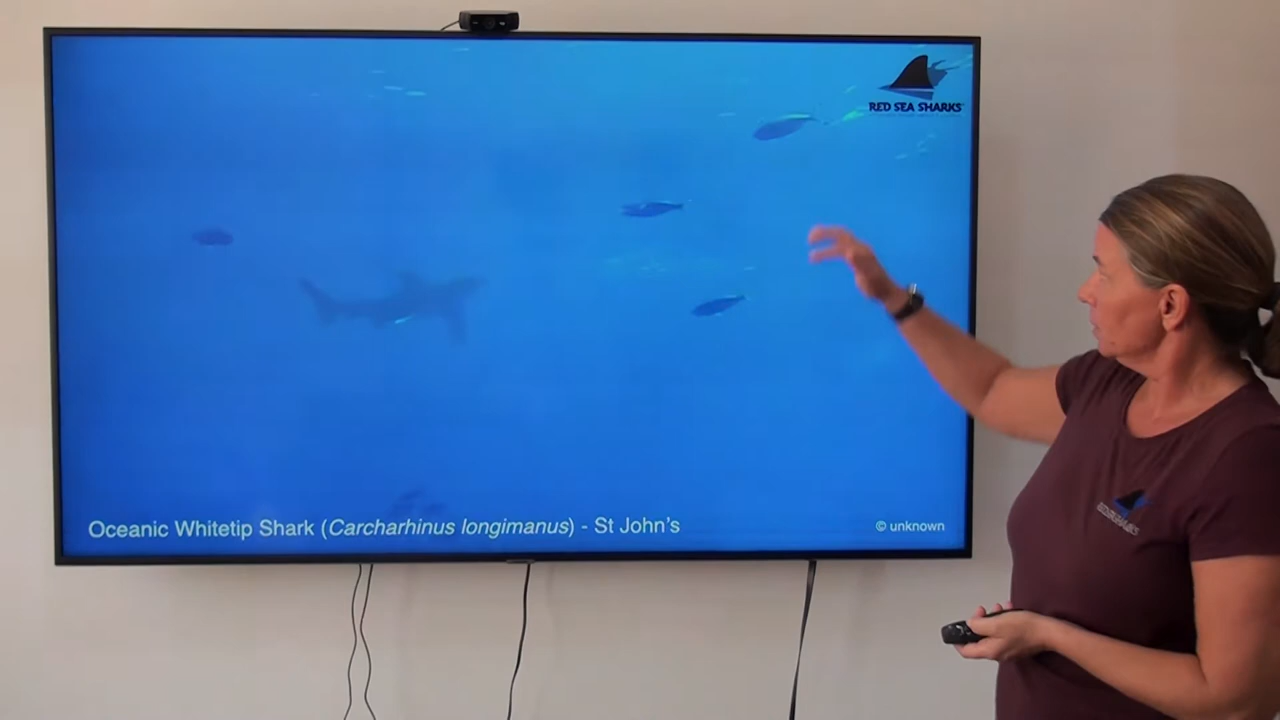 RED SEA SHARKS
Oceanic Whitetip Shark (Carcharhinus longimanus) - St John's
© unknown